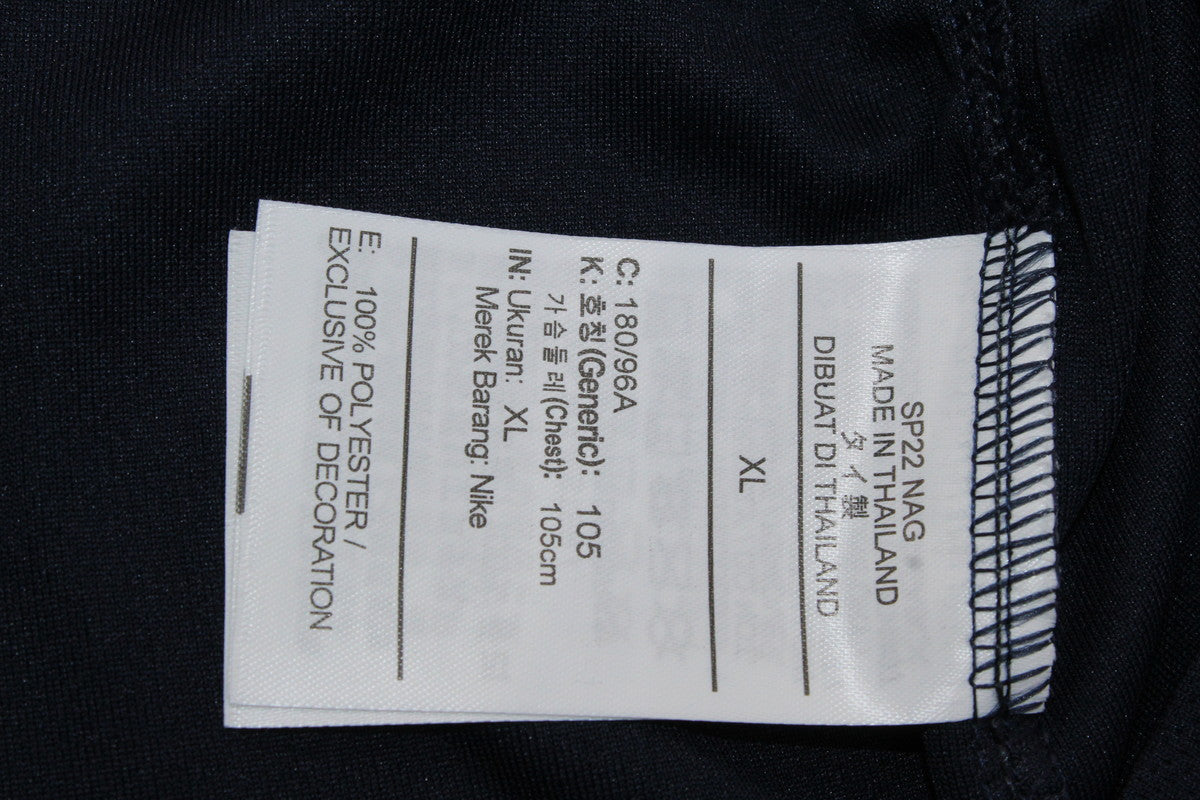 SP22 NAG
MADE IN THAILAND
タイ製
DIBUAT DI THAILAND
XL
C: 180/96A
K: 호칭(Generic): 105
가슴둘레(Chest): 105cm
IN: Ukuran: XL
Merek Barang: Nike
E: 100% POLYESTER /
EXCLUSIVE OF DECORATION